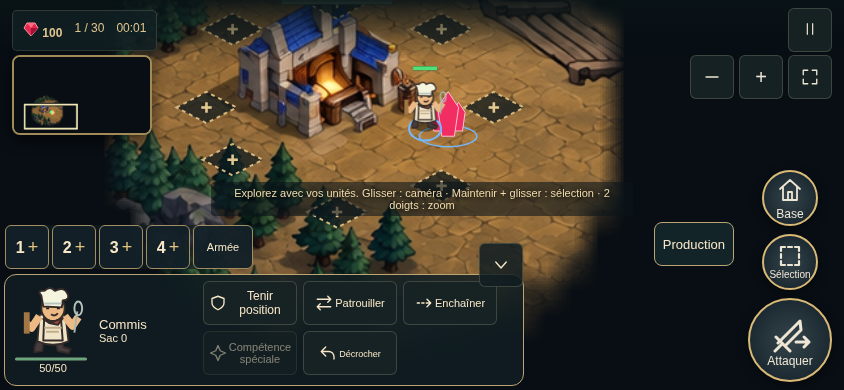 100 1 / 30 00:01
Explorez avec vos unités. Glisser : caméra · Maintenir + glisser : sélection · 2
doigts : zoom
Base
1 + 2 + 3 + 4 + Armée
Production
Sélection
Commis
Sac 0
50/50
Tenir
position
Patrouiller
Enchaîner
Compétence
spéciale
Décrocher
Attaquer